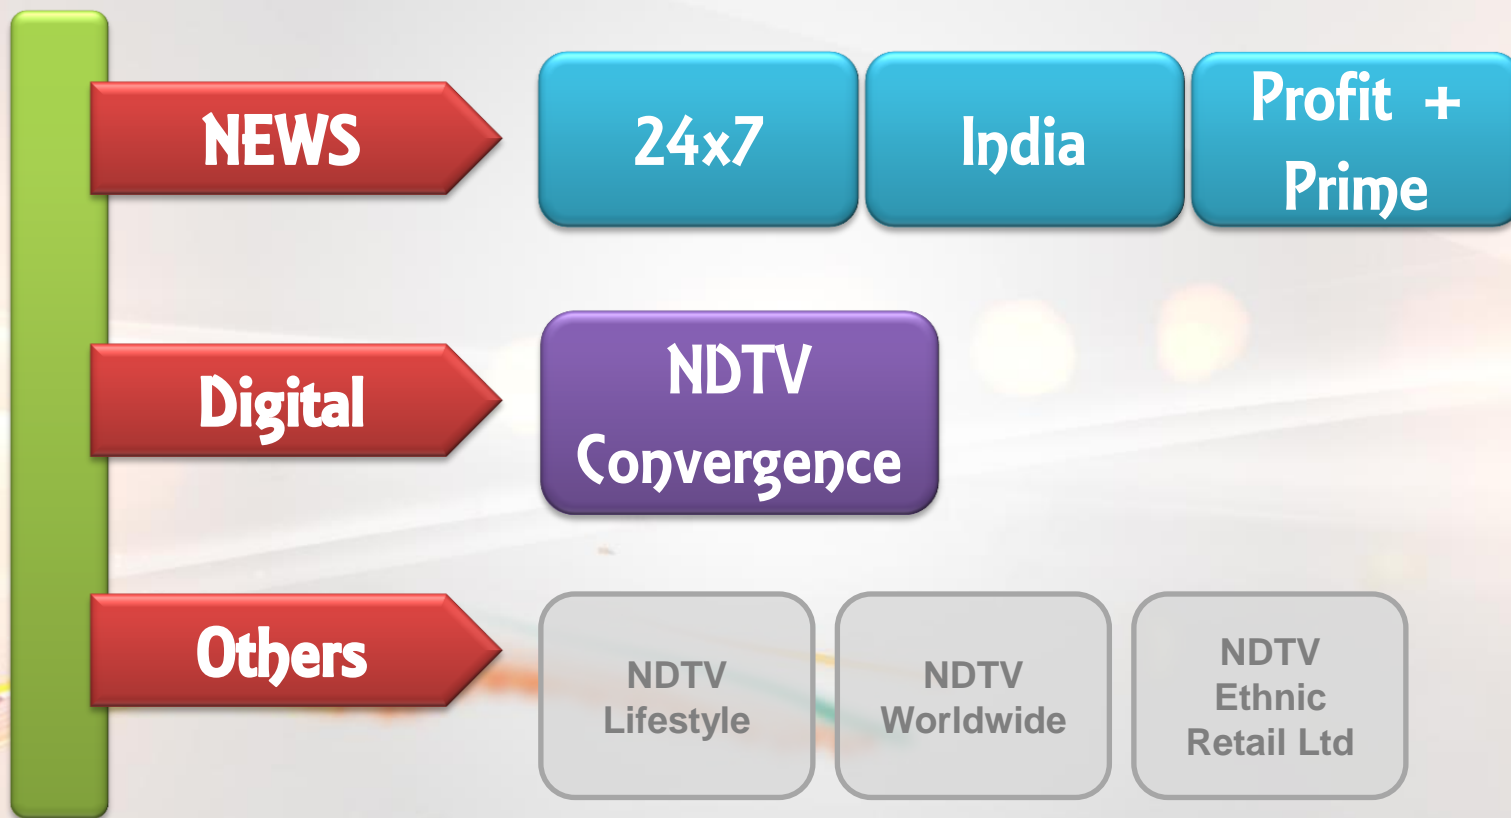 NEWS
24x7
India
Profit +
Prime
Digital
NDTV
Convergence
Others
NDTV
Lifestyle
NDTV
Worldwide
NDTV
Ethnic
Retail Ltd